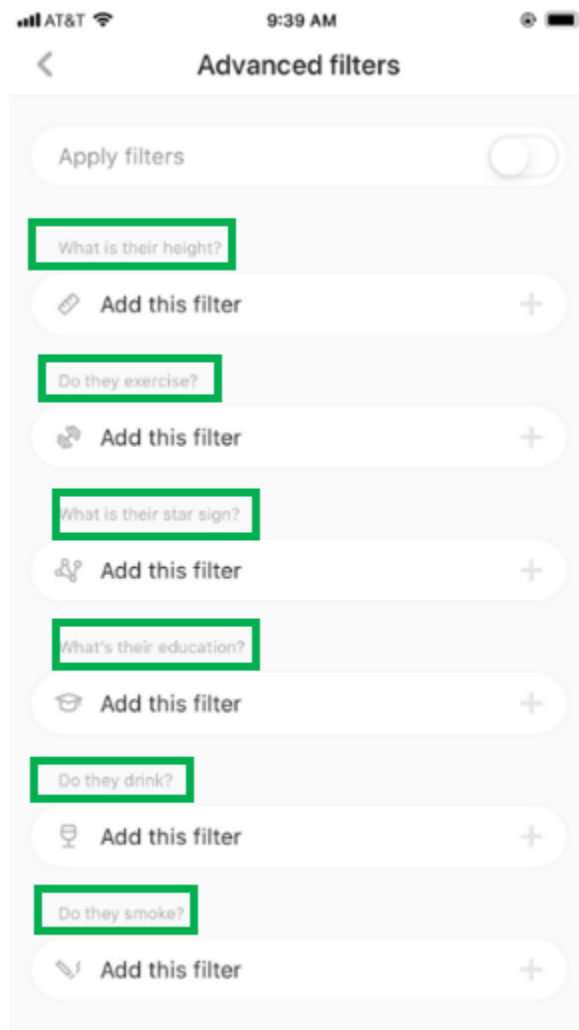 AT&T 9:39 AM
Advanced filters
Apply filters
What is their height?
Add this filter
Do they exercise?
Add this filter
What is their star sign?
Add this filter
What's their education?
Add this filter
Do they drink?
Add this filter
Do they smoke?
Add this filter